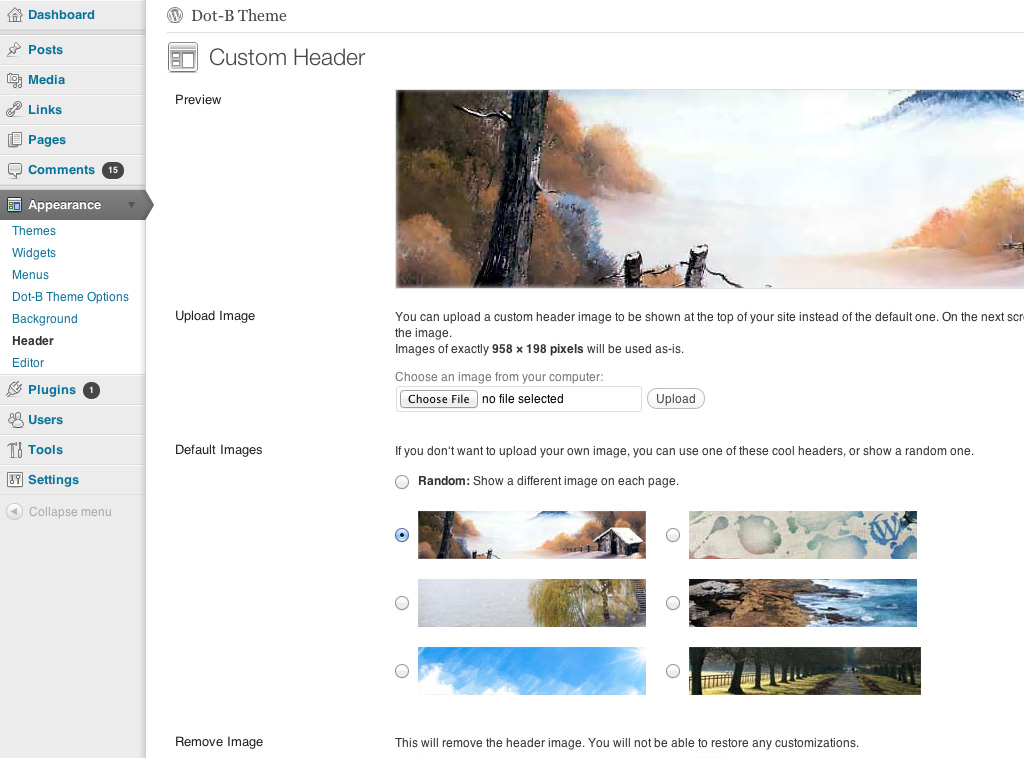 Dashboard
Posts
Media
Links
Pages
Comments 15
Appearance
Themes
Widgets
Menus
Dot-B Theme Options
Background
Header
Editor
Plugins 1
Users
Tools
Settings
Collapse menu
Dot-B Theme
Custom Header
Preview
Upload Image
You can upload a custom header image to be shown at the top of your site instead of the default one. On the next scr
the image.
Images of exactly 958 × 198 pixels will be used as-is.
Choose an image from your computer:
Choose File no file selected
Upload
Default Images
If you don't want to upload your own image, you can use one of these cool headers, or show a random one.
Random: Show a different image on each page.
Remove Image
This will remove the header image. You will not be able to restore any customizations.